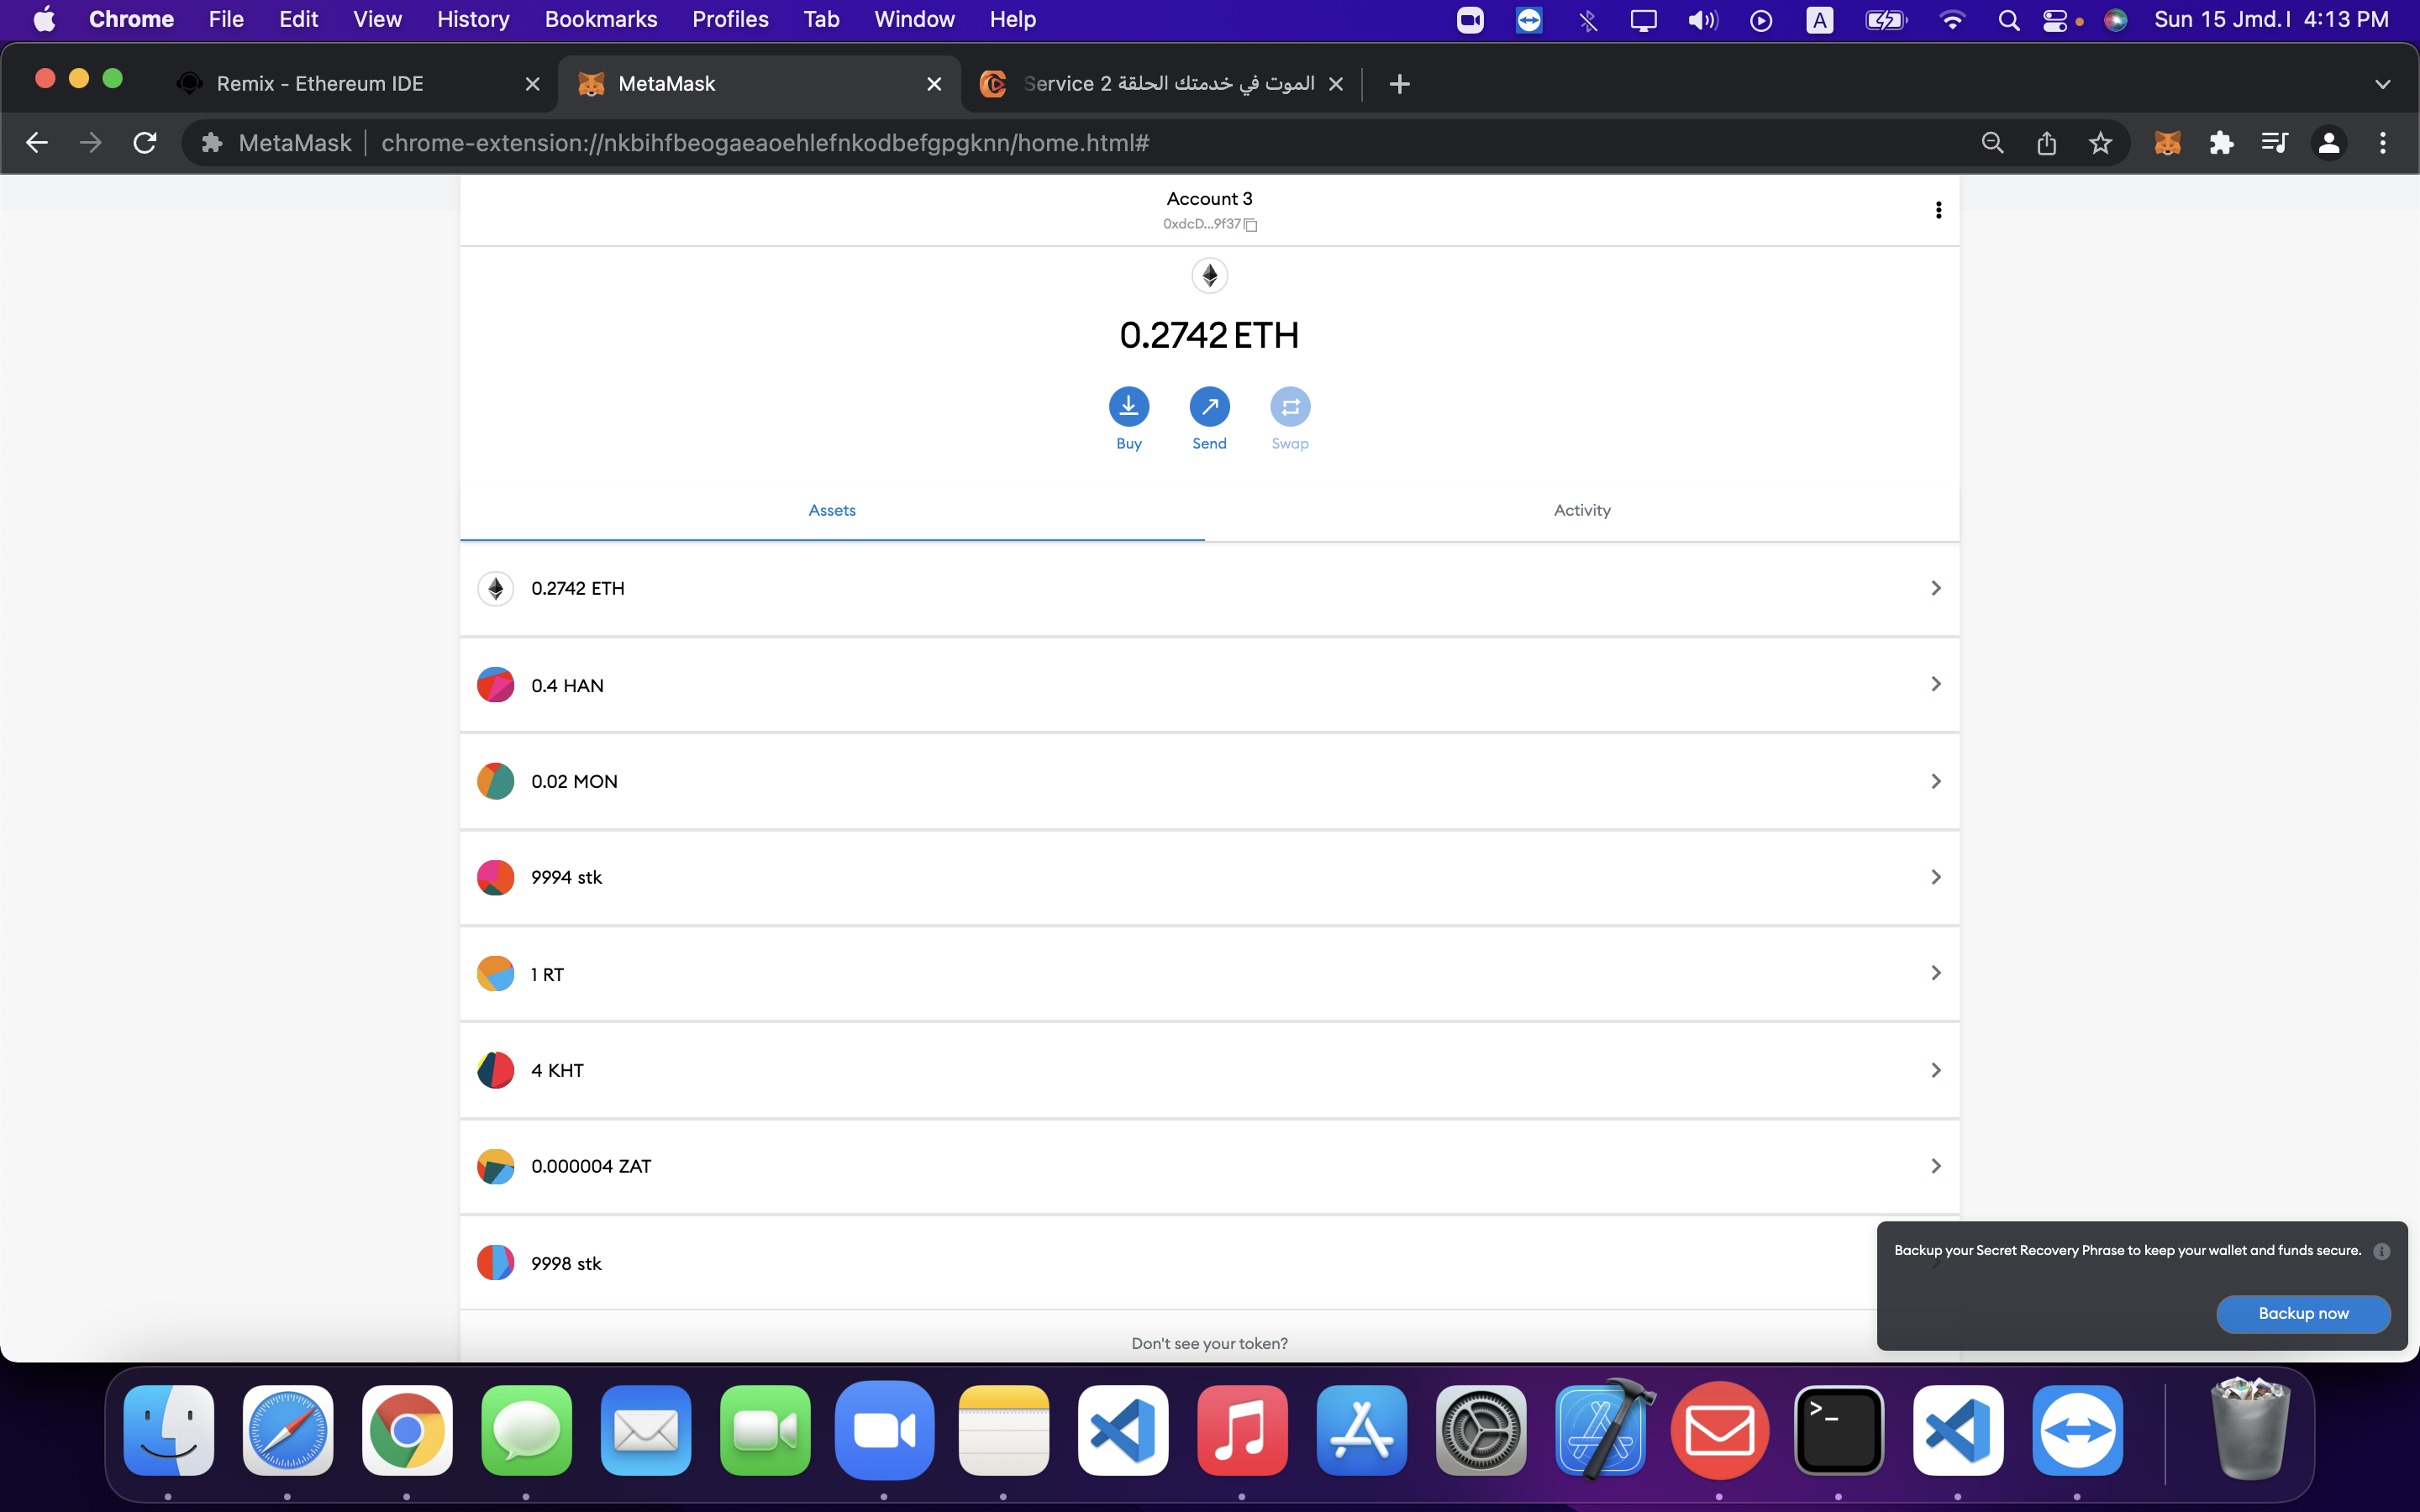 Chrome File Edit View History Bookmarks Profiles Tab Window Help A Sun 15 Jmd.I 4:13 PM
Remix - Ethereum IDE MetaMask Service 2 الموت في خدمتك الحلقة
MetaMask chrome-extension://nkbihfbeogaeaoehlefnkodbefgpgknn/home.html#
Account 3
0xdcD...9f37
0.2742 ETH
Buy Send Swap
Assets Activity
0.2742 ETH
0.4 HAN
0.02 MON
9994 stk
1 RT
4 KHT
0.000004 ZAT
9998 stk
Backup your Secret Recovery Phrase to keep your wallet and funds secure.
Backup now
Don't see your token?